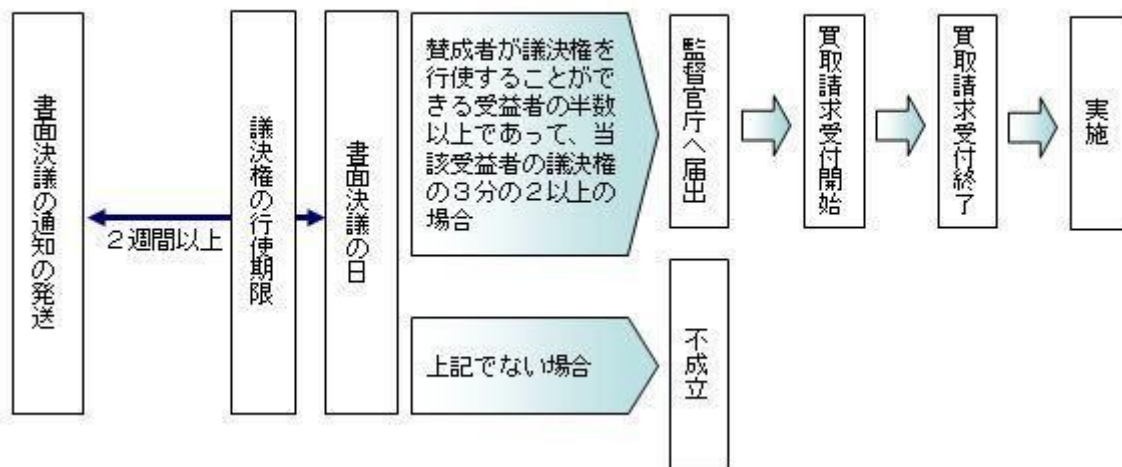 書面決議の通知の発送
2週間以上
議決権の行使期限
書面決議の日
賛成者が議決権を
行使することがで
きる受益者の半数
以上であって、当
該受益者の議決権
の3分の2以上の
場合
監督官庁へ届出
買取請求受付開始
買取請求受付終了
実施
上記でない場合
不成立